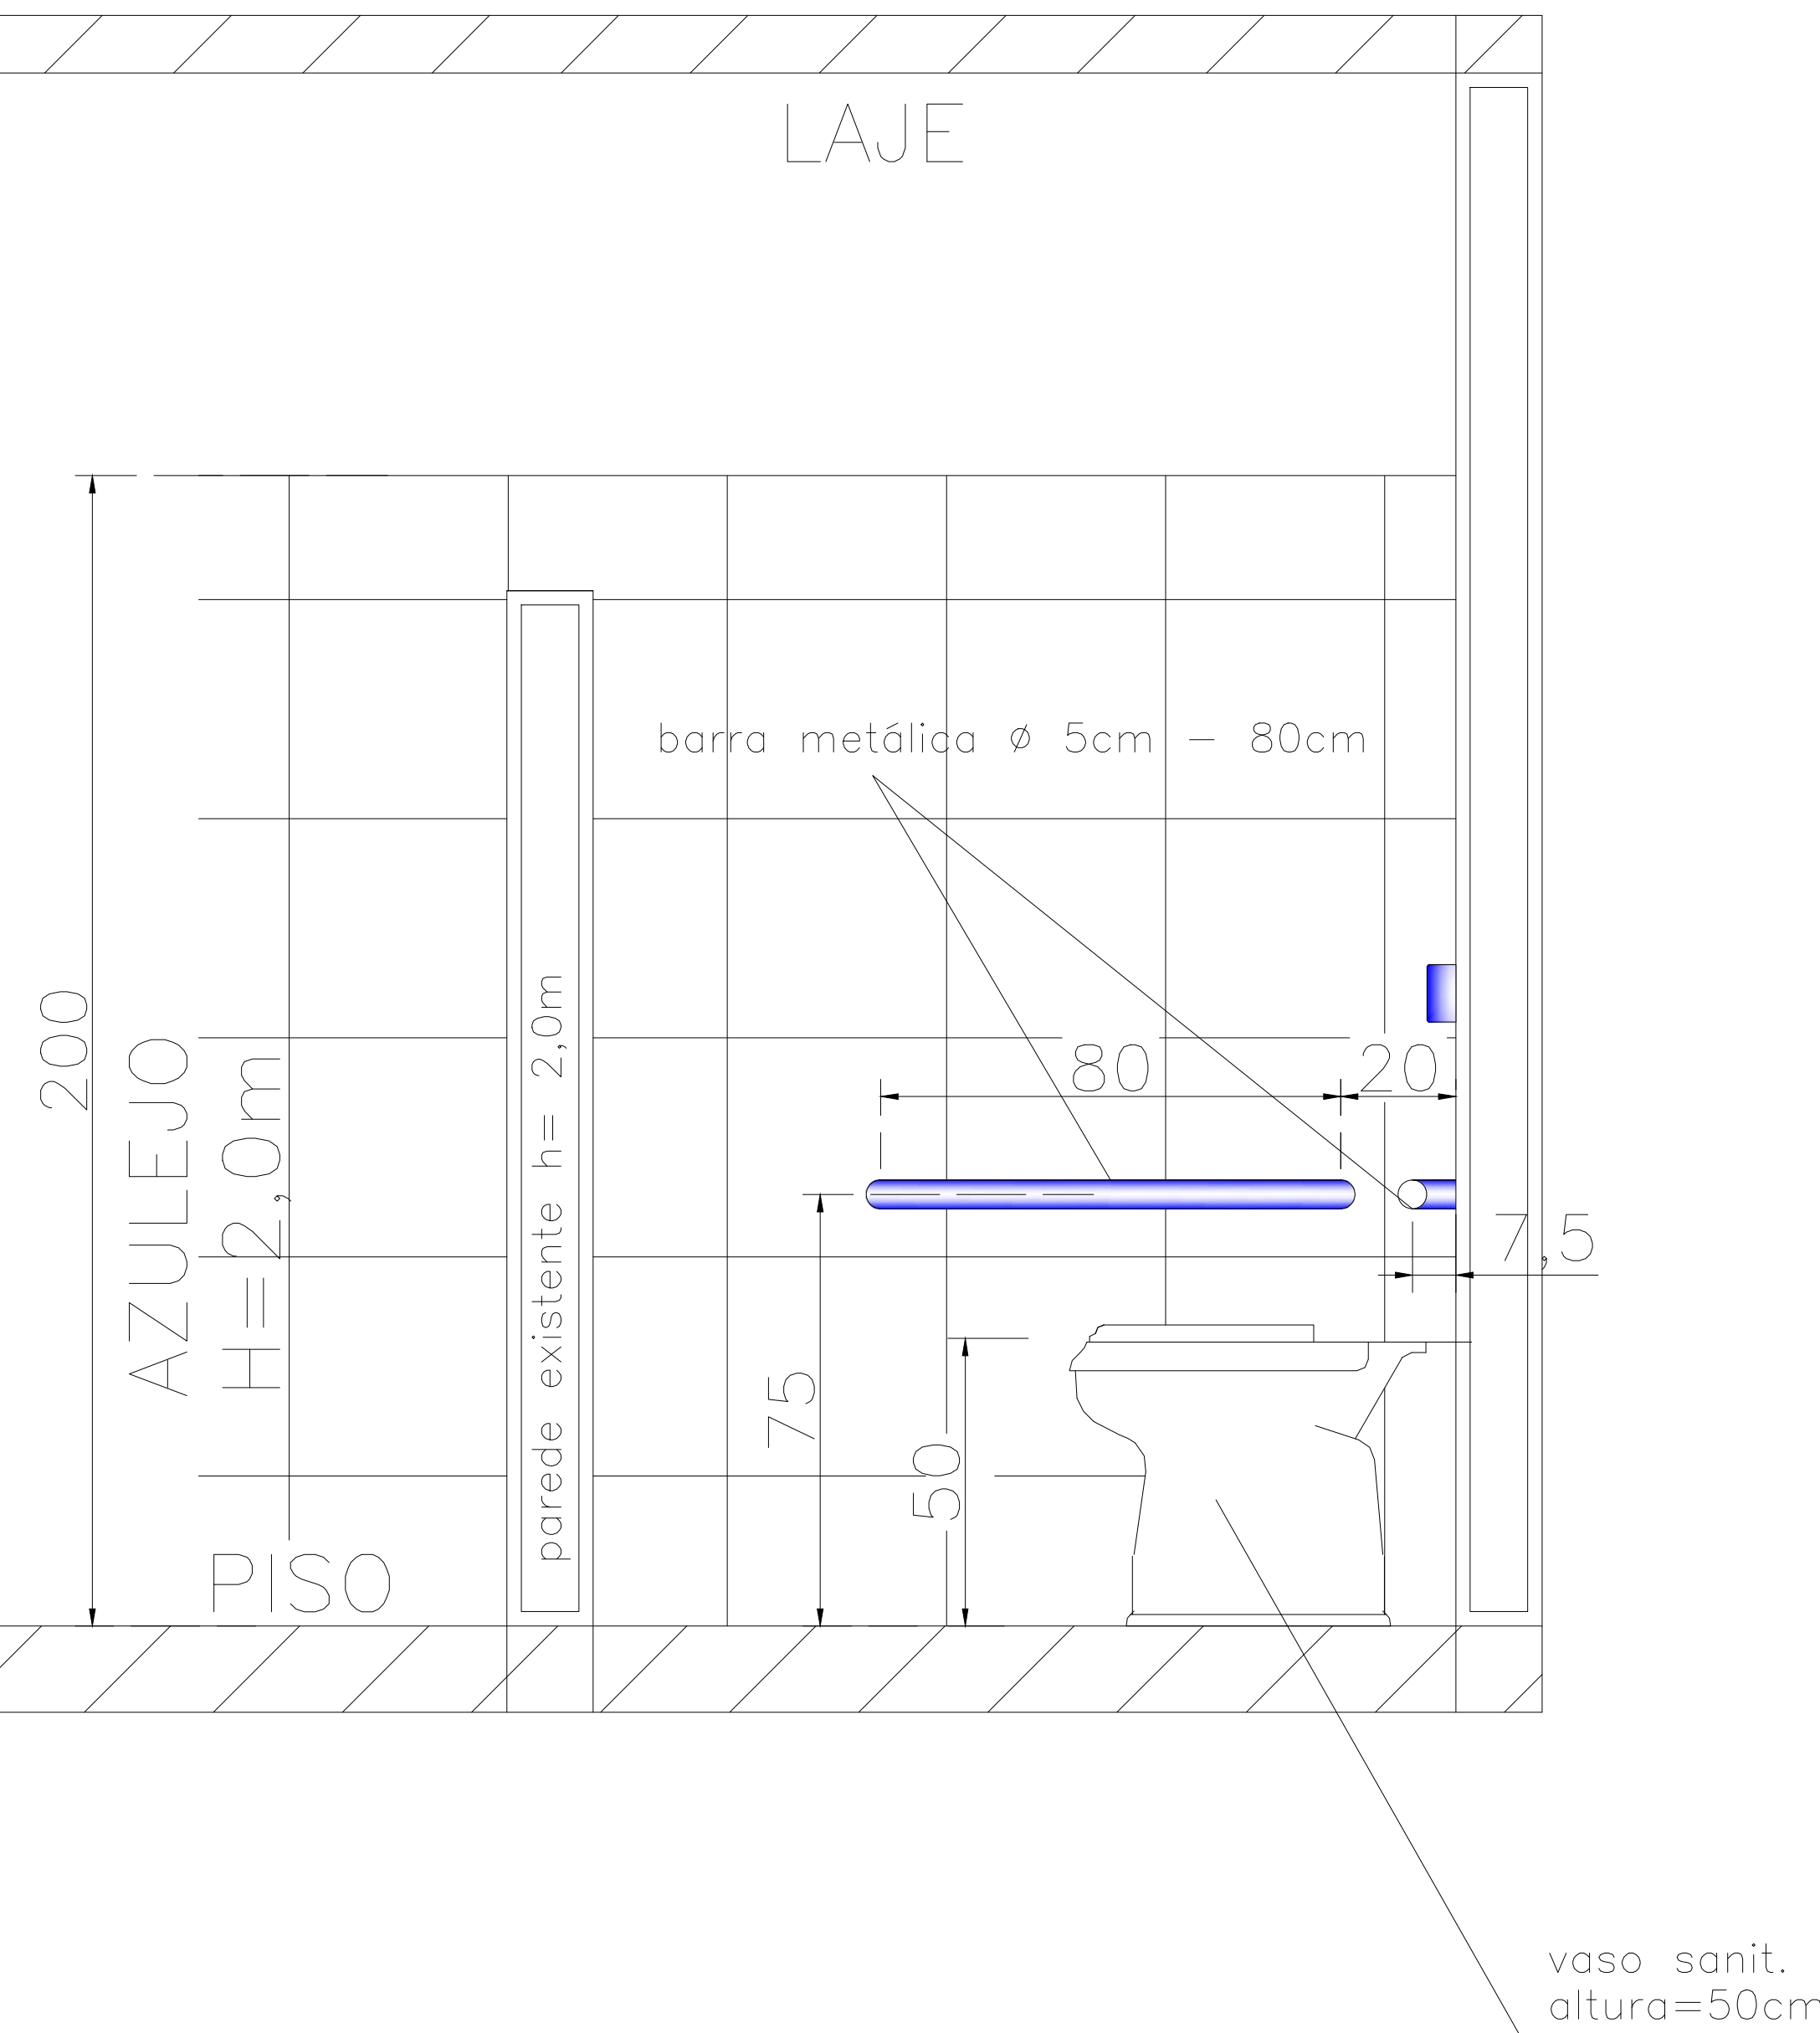 LAJE
barra metálica ø 5cm - 80cm
200
AZULEJO
H=2,0m
parede existente h= 2,0m
80
20
7,5
75
50
PISO
vaso sanit.
altura=50cm